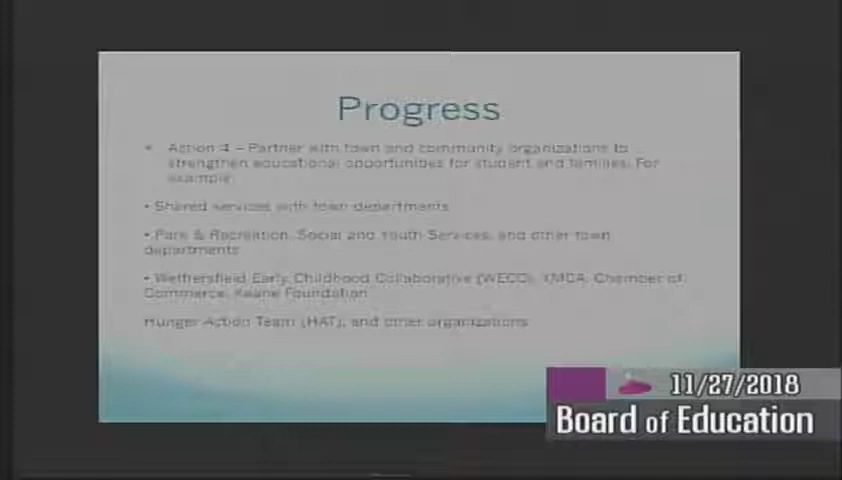 Progress
• Action 4 – Partner with town and community organizations to
strengthen educational opportunities for student and families. For
example:
• Shared services with town departments
• Park & Recreation, Social and Youth Services, and other town
departments
• Wethersfield Early Childhood Collaborative (WECC), YMCA, Chamber of
Commerce, Keane Foundation
Hunger Action Team (HAT), and other organizations
11/27/2018
Board of Education